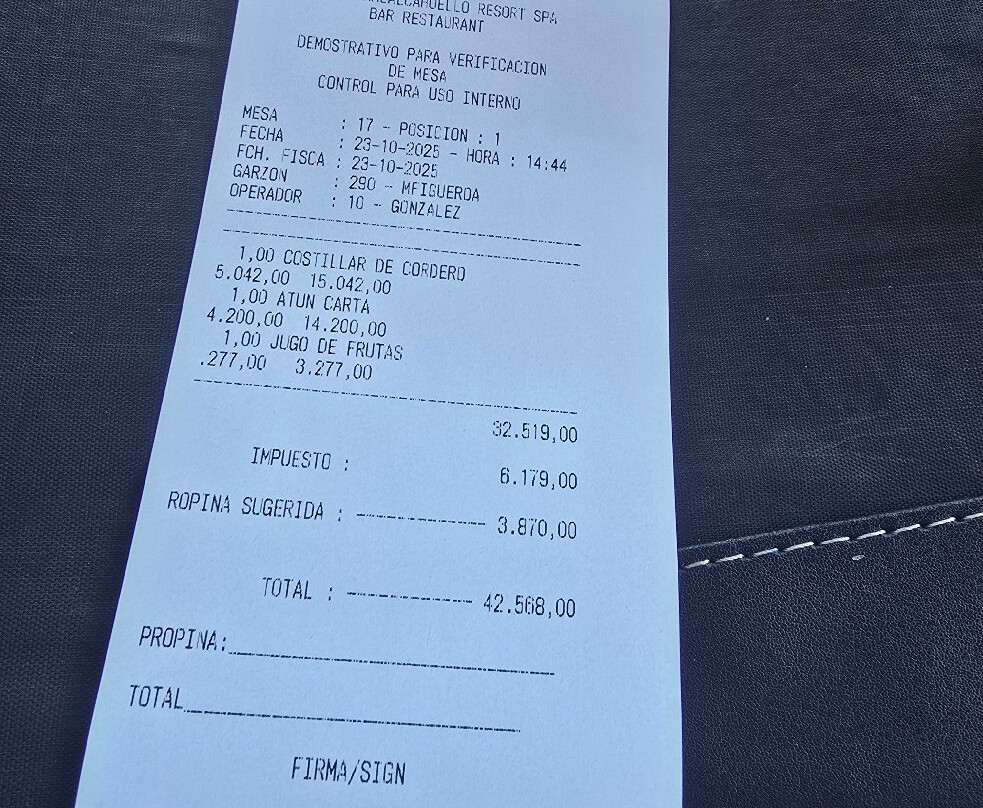 RESORT SPA
BAR RESTAURANT
DEMOSTRATIVO PARA VERIFICACION
DE MESA
CONTROL PARA USO INTERNO
MESA : 17 - POSICION : 1
FECHA : 23-10-2025 - HORA : 14:44
FCH. FISCA : 23-10-2025
GARZON : 290 - MFIGUEROA
OPERADOR : 10 - GONZALEZ
1,00 COSTILLAR DE CORDERO
5.042,00 15.042,00
1,00 ATUN CARTA
4.200,00 14.200,00
1,00 JUGO DE FRUTAS
.277,00 3.277,00
32.519,00
IMPUESTO : 6.179,00
ROPINA SUGERIDA : ---------- 3.870,00
TOTAL : ---------- 42.568,00
PROPINA:
TOTAL
FIRMA/SIGN